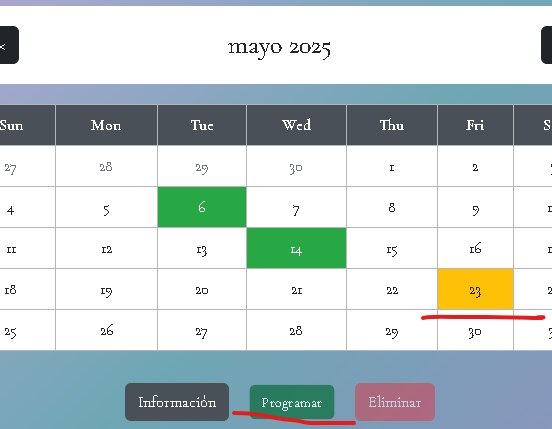 <
mayo 2025
Sun Mon Tue Wed Thu Fri S
27 28 29 30 1 2
4 5 6 7 8 9
11 12 13 14 15 16
18 19 20 21 22 23
25 26 27 28 29 30
Información Programar Eliminar